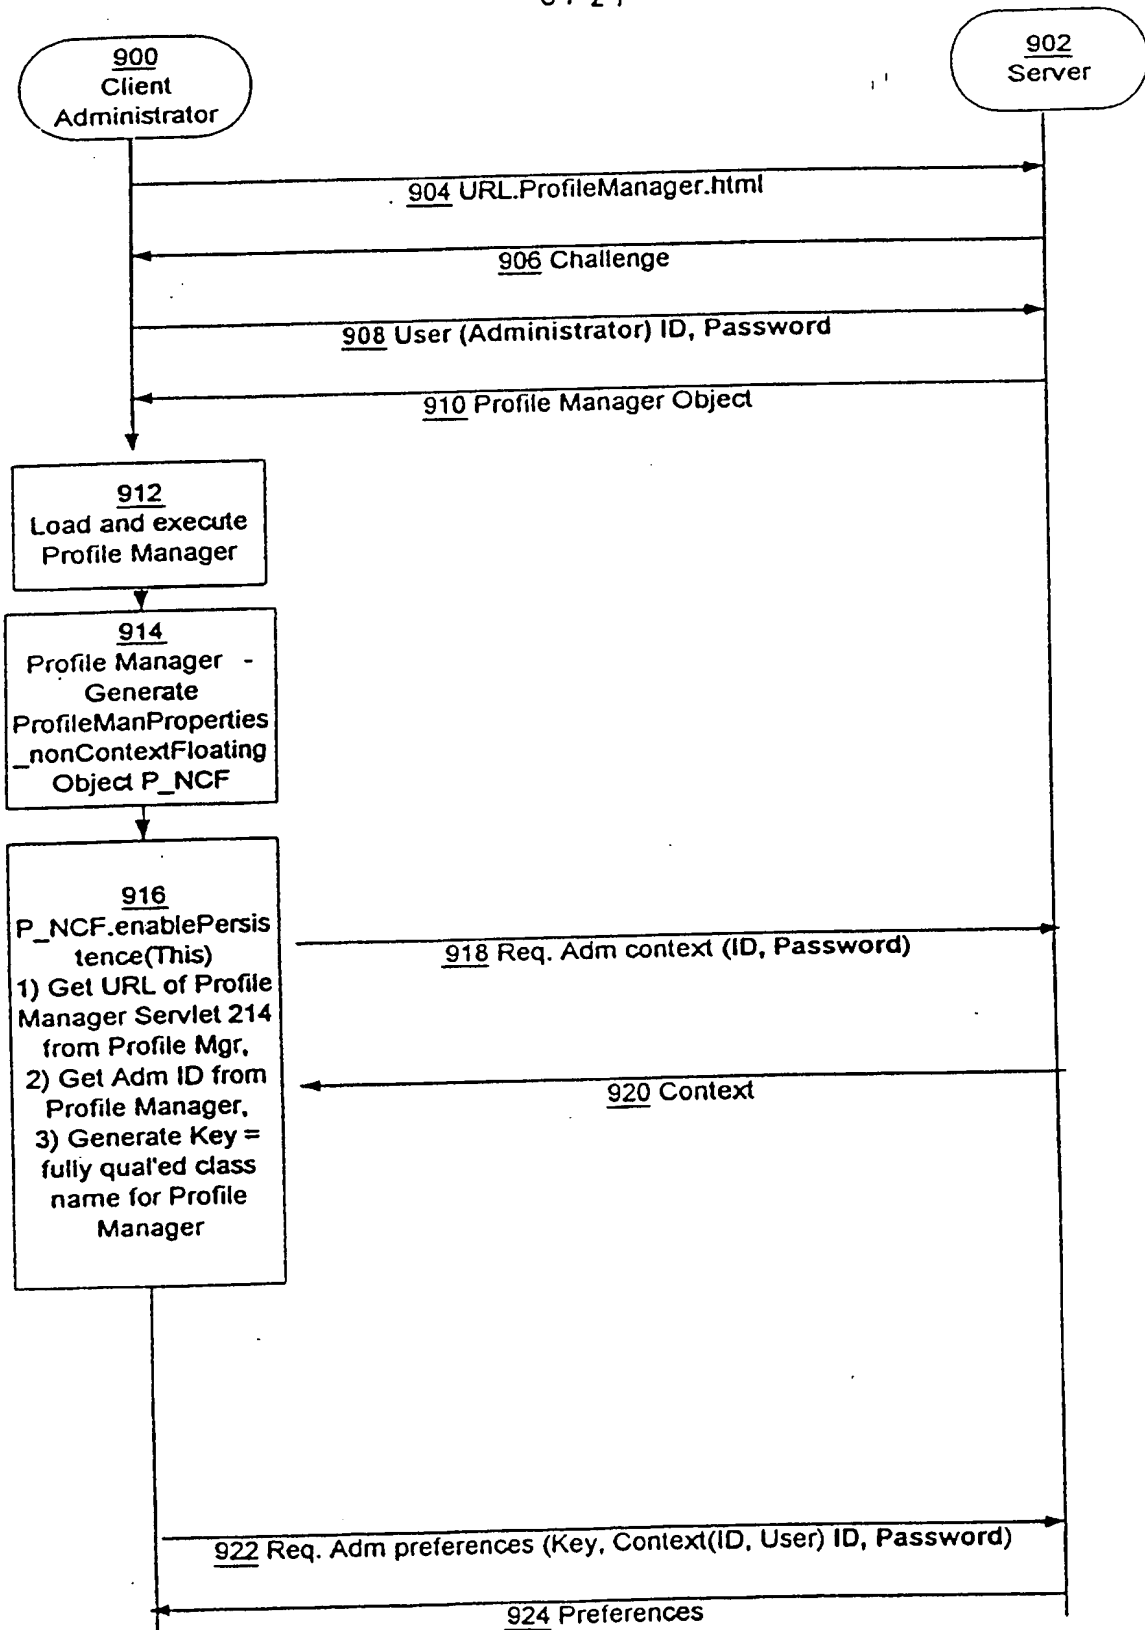 900
Client
Administrator
902
Server
904 URL.ProfileManager.html
906 Challenge
908 User (Administrator) ID, Password
910 Profile Manager Object
912
Load and execute
Profile Manager
914
Profile Manager -
Generate
ProfileManProperties
_nonContextFloating
Object P_NCF
916
P_NCF.enablePersis
tence(This)
1) Get URL of Profile
Manager Servlet 214
from Profile Mgr,
2) Get Adm ID from
Profile Manager,
3) Generate Key =
fully qual'ed class
name for Profile
Manager
918 Req. Adm context (ID, Password)
920 Context
922 Req. Adm preferences (Key, Context(ID, User) ID, Password)
924 Preferences